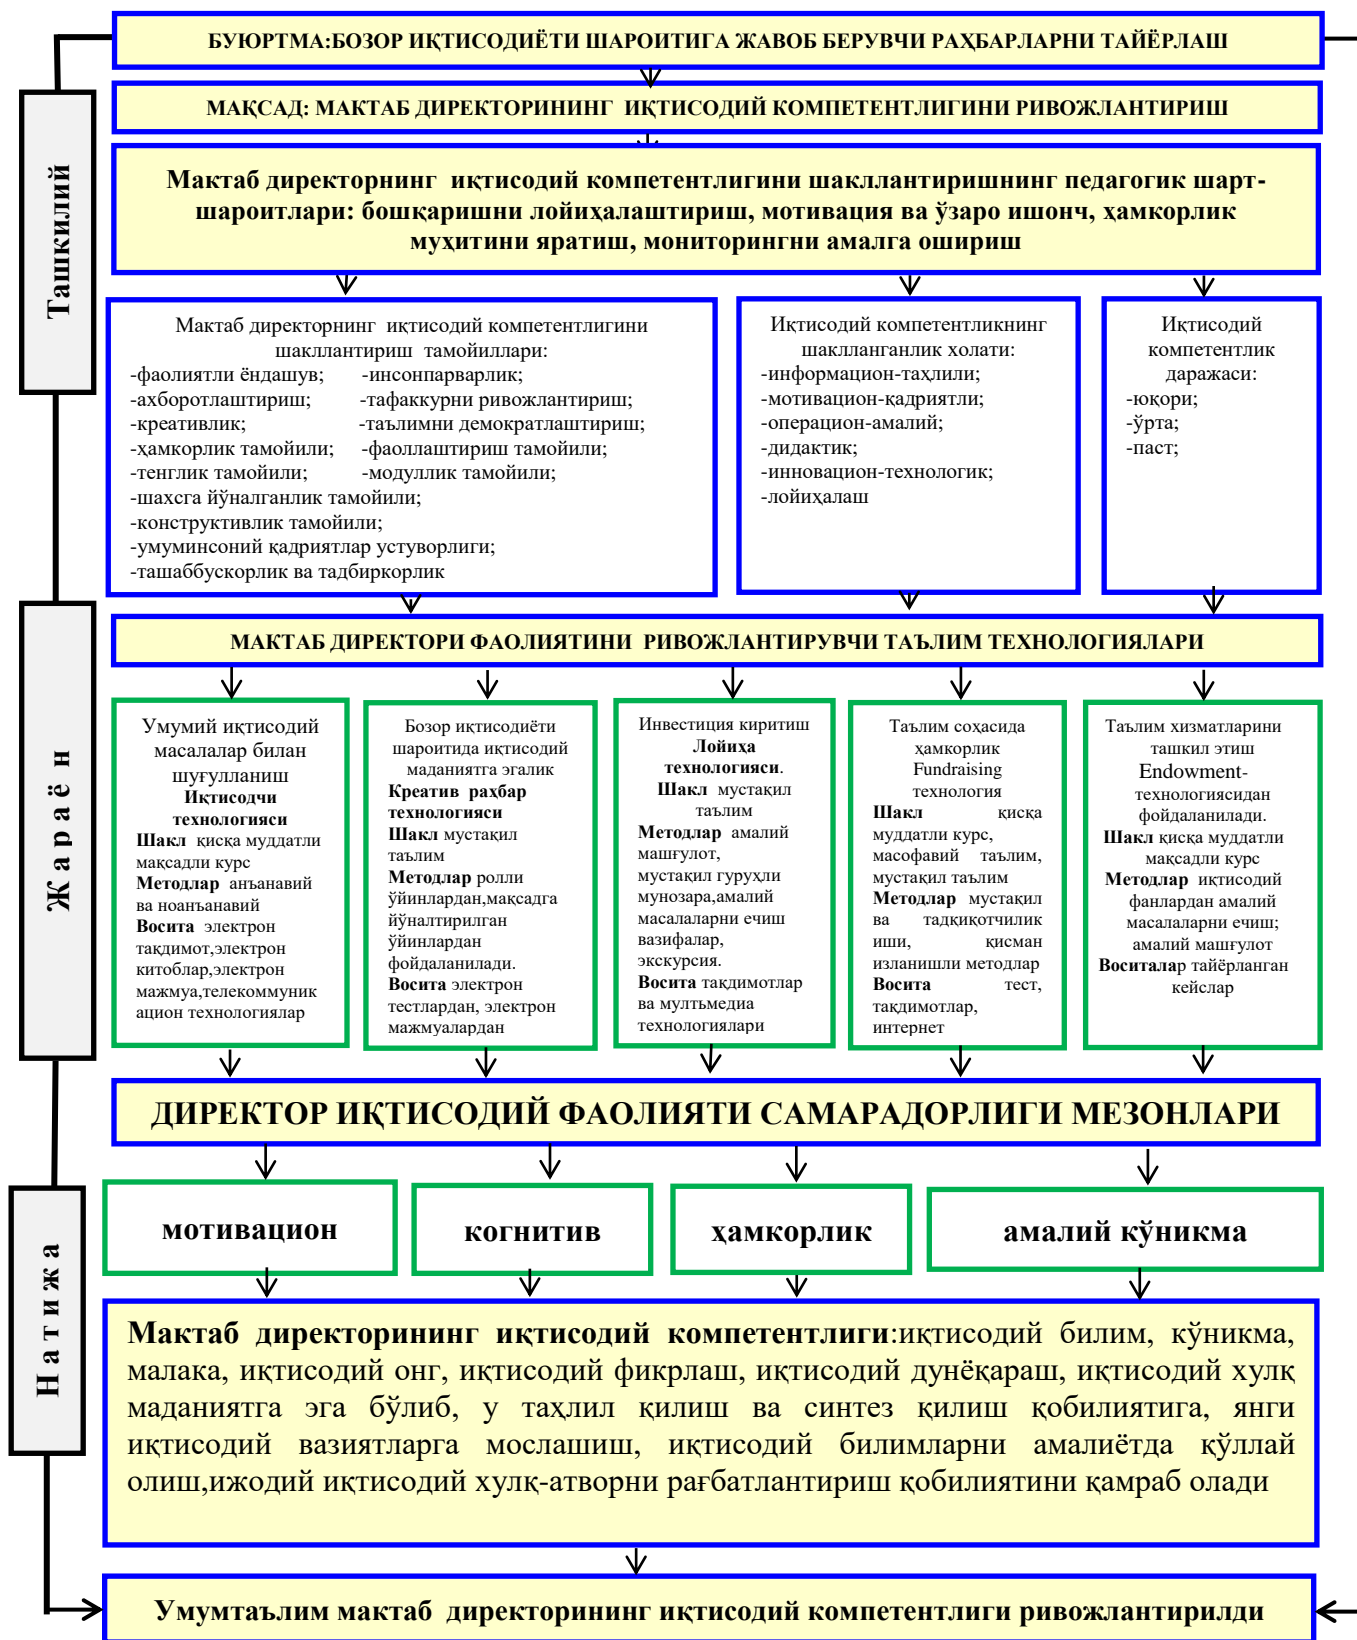 БУЮРТМА:БОЗОР ИҚТИСОДИЁТИ ШАРОИТИГА ЖАВОБ БЕРУВЧИ РАҲБАРЛАРНИ ТАЙЁРЛАШ
МАҚСАД: МАКТАБ ДИРЕКТОРИНИНГ ИҚТИСОДИЙ КОМПЕТЕНТЛИГИНИ РИВОЖЛАНТИРИШ
Ташкилий
Мактаб директорнинг иқтисодий компетентлигини шакллантиришнинг педагогик шарт-
шароитлари: бошқаришни лойиҳалаштириш, мотивация ва ўзаро ишонч, ҳамкорлик
муҳитини яратиш, мониторингни амалга ошириш
Мактаб директорнинг иқтисодий компетентлигини
шакллантириш тамойиллари:
-фаолиятли ёндашув; -инсонпарварлик;
-ахборотлаштириш; -тафаккурни ривожлантириш;
-креативлик; -таълимни демократлаштириш;
-ҳамкорлик тамойили; -фаоллаштириш тамойили;
-тенглик тамойили; -модуллик тамойили;
-шахсга йўналганлик тамойили;
-конструктивлик тамойили;
-умуминсоний қадриятлар устуворлиги;
-ташаббускорлик ва тадбиркорлик
Иқтисодий компетентликнинг
шаклланганлик холати:
-информацион-таҳлили;
-мотивацион-қадриятли;
-операцион-амалий;
-дидактик;
-инновацион-технологик;
-лойиҳалаш
Иқтисодий
компетентлик
даражаси:
-юқори;
-ўрта;
-паст;
Жараён
МАКТАБ ДИРЕКТОРИ ФАОЛИЯТИНИ РИВОЖЛАНТИРУВЧИ ТАЪЛИМ ТЕХНОЛОГИЯЛАРИ
Умумий иқтисодий
масалалар билан
шуғулланиш
Иқтисодчи
технологияси
Шакл қисқа муддатли
мақсадли курс
Методлар анъанавий
ва ноанъанавий
Восита электрон
тақдимот,электрон
китоблар,электрон
мажмуа,телекоммуник
ацион технологиялар
Бозор иқтисодиёти
шароитида иқтисодий
маданиятга эгалик
Креатив раҳбар
технологияси
Шакл мустақил
таълим
Методлар ролли
ўйинлардан,мақсадга
йўналтирилган
ўйинлардан
фойдаланилади.
Восита электрон
тестлардан, электрон
мажмуалардан
Инвестиция киритиш
Лойиҳа
технологияси.
Шакл мустақил
таълим
Методлар амалий
машғулот,
мустақил гуруҳли
мунозара,амалий
масалаларни ечиш
вазифалар,
экскурсия.
Восита тақдимотлар
ва мултьмедиа
технологиялари
Таълим соҳасида
ҳамкорлик
Fundraising
технология
Шакл қисқа
муддатли курс,
масофавий таълим,
мустақил таълим
Методлар мустақил
ва тадқиқотчилик
иши, қисман
изланишли методлар
Восита тест,
тақдимотлар,
интернет
Таълим хизматларини
ташкил этиш
Endowment-
технологиясидан
фойдаланилади.
Шакл қисқа муддатли
мақсадли курс
Методлар иқтисодий
фанлардан амалий
масалаларни ечиш;
амалий машғулот
Воситалар тайёрланган
кейслар
ДИРЕКТОР ИҚТИСОДИЙ ФАОЛИЯТИ САМАРАДОРЛИГИ МЕЗОНЛАРИ
Натижа
мотивацион
когнитив
ҳамкорлик
амалий кўникма
Мактаб директорининг иқтисодий компетентлиги:иқтисодий билим, кўникма,
малака, иқтисодий онг, иқтисодий фикрлаш, иқтисодий дунёқараш, иқтисодий хулқ
маданиятга эга бўлиб, у таҳлил қилиш ва синтез қилиш қобилиятига, янги
иқтисодий вазиятларга мослашиш, иқтисодий билимларни амалиётда қўллай
олиш,ижодий иқтисодий хулқ-атворни рағбатлантириш қобилиятини қамраб олади
Умумтаълим мактаб директорининг иқтисодий компетентлиги ривожлантирилди